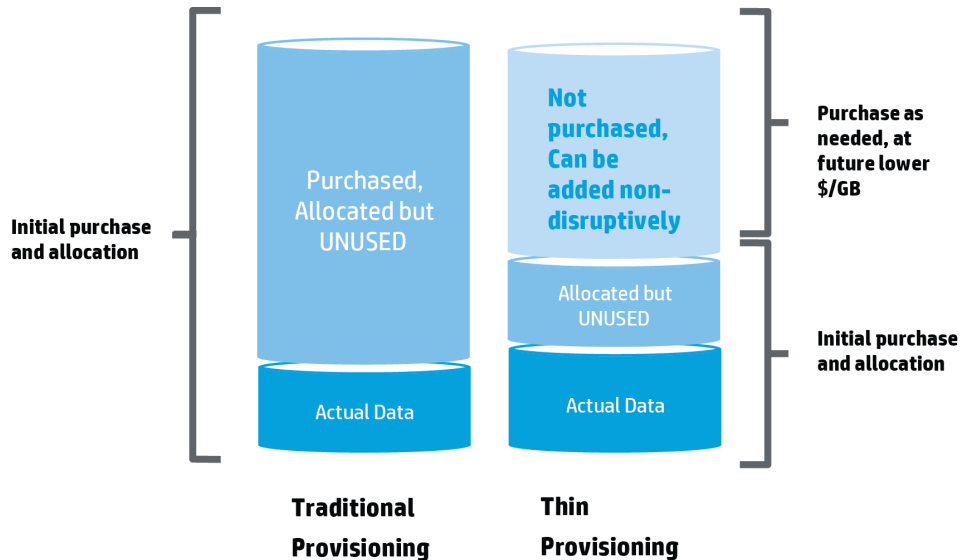 Initial purchase
and allocation
Purchased,
Allocated but
UNUSED
Actual Data
Traditional
Provisioning
Not
purchased,
Can be
added non-
disruptively
Allocated but
UNUSED
Actual Data
Thin
Provisioning
Purchase as
needed, at
future lower
$/GB
Initial purchase
and allocation